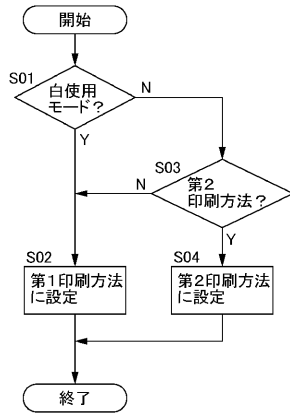 開始
S01
白使用
モード？
N
Y
S03
第2
印刷方法？
N
Y
S02
第1印刷方法
に設定
S04
第2印刷方法
に設定
終了